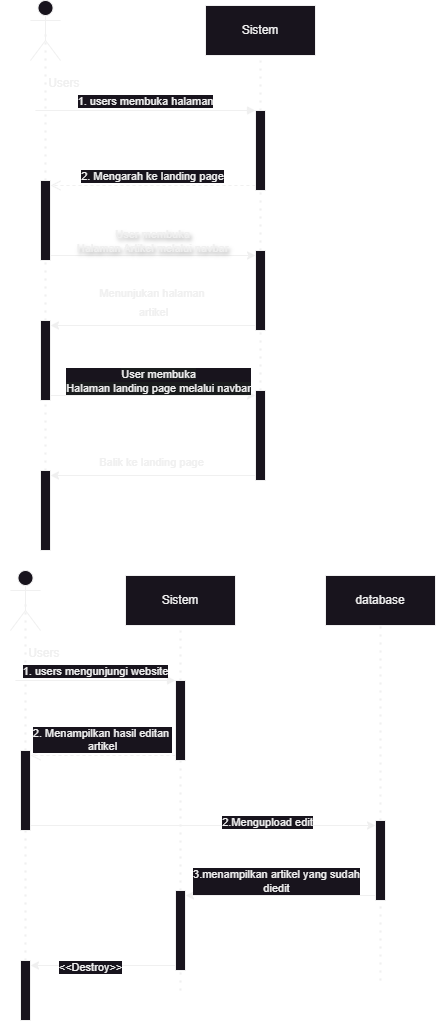 Sistem
Users
1. users membuka halaman
2. Mengarah ke landing page
User membuka
Halaman Artikel melalui navbar
Menunjukan halaman
artikel
User membuka
Halaman landing page melalui navbar
Balik ke landing page
Sistem
database
Users
1. users mengunjungi website
2. Menampilkan hasil editan
artikel
2.Mengupload edit
3.menampilkan artikel yang sudah
diedit
<<Destroy>>